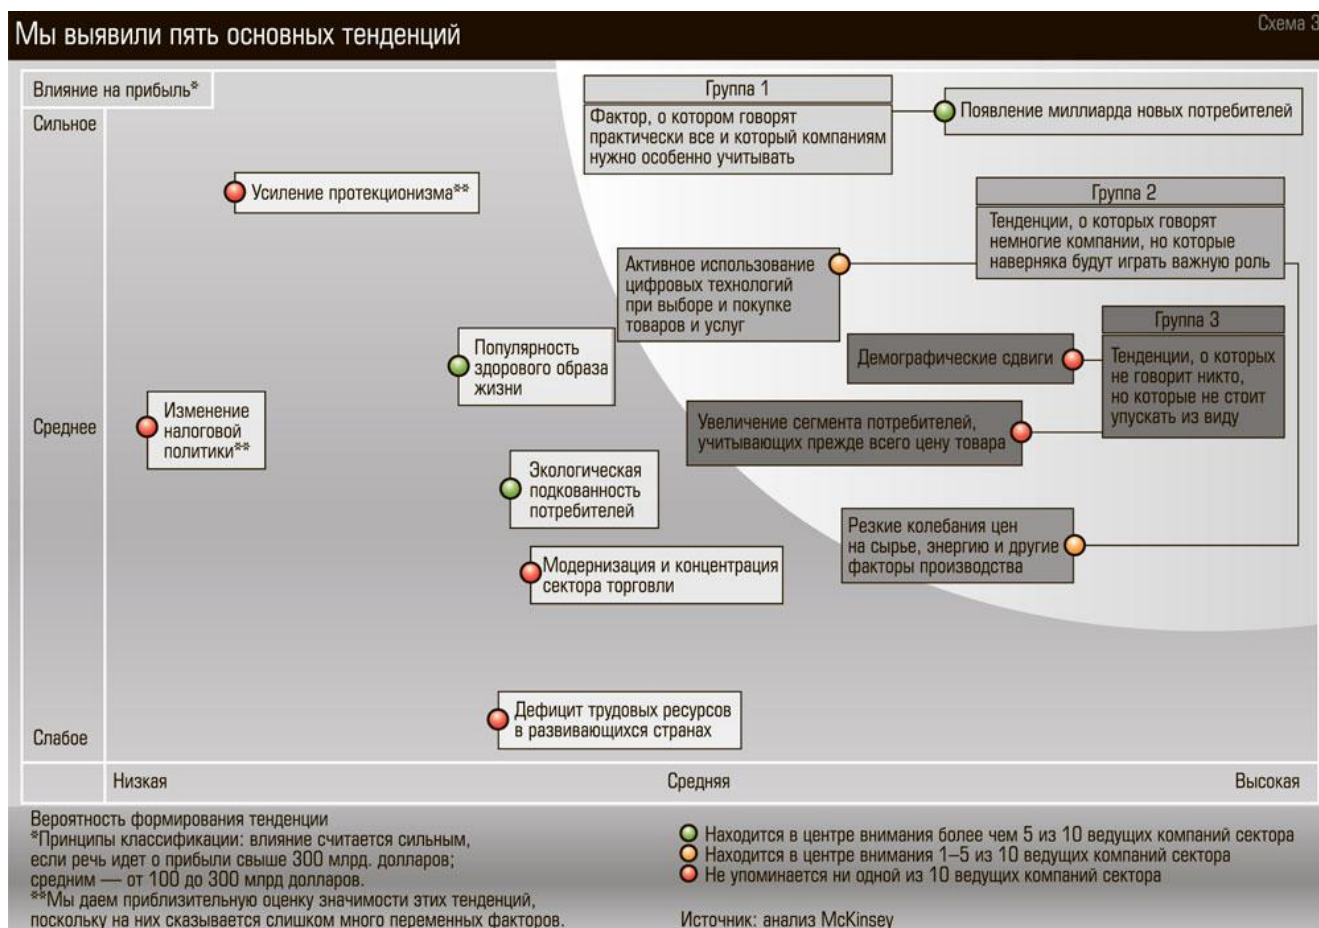 Мы выявили пять основных тенденций
Схема 3
Влияние на прибыль*
Сильное
Среднее
Слабое
Группа 1
Фактор, о котором говорят
практически все и который компаниям
нужно особенно учитывать
Появление миллиарда новых потребителей
Усиление протекционизма**
Группа 2
Тенденции, о которых говорят
немногие компании, но которые
наверняка будут играть важную роль
Активное использование
цифровых технологий
при выборе и покупке
товаров и услуг
Группа 3
Тенденции, о которых
не говорит никто,
но которые не стоит
упускать из виду
Демографические сдвиги
Популярность
здорового образа
жизни
Изменение
налоговой
политики**
Увеличение сегмента потребителей,
учитывающих прежде всего цену товара
Экологическая
подкованность
потребителей
Резкие колебания цен
на сырье, энергию и другие
факторы производства
Модернизация и концентрация
сектора торговли
Дефицит трудовых ресурсов
в развивающихся странах
Низкая
Средняя
Высокая
Вероятность формирования тенденции
*Принципы классификации: влияние считается сильным,
если речь идет о прибыли свыше 300 млрд. долларов;
средним — от 100 до 300 млрд долларов.
**Мы даем приблизительную оценку значимости этих тенденций,
поскольку на них сказывается слишком много переменных факторов.
Находится в центре внимания более чем 5 из 10 ведущих компаний сектора
Находится в центре внимания 1–5 из 10 ведущих компаний сектора
Не упоминается ни одной из 10 ведущих компаний сектора
Источник: анализ McKinsey